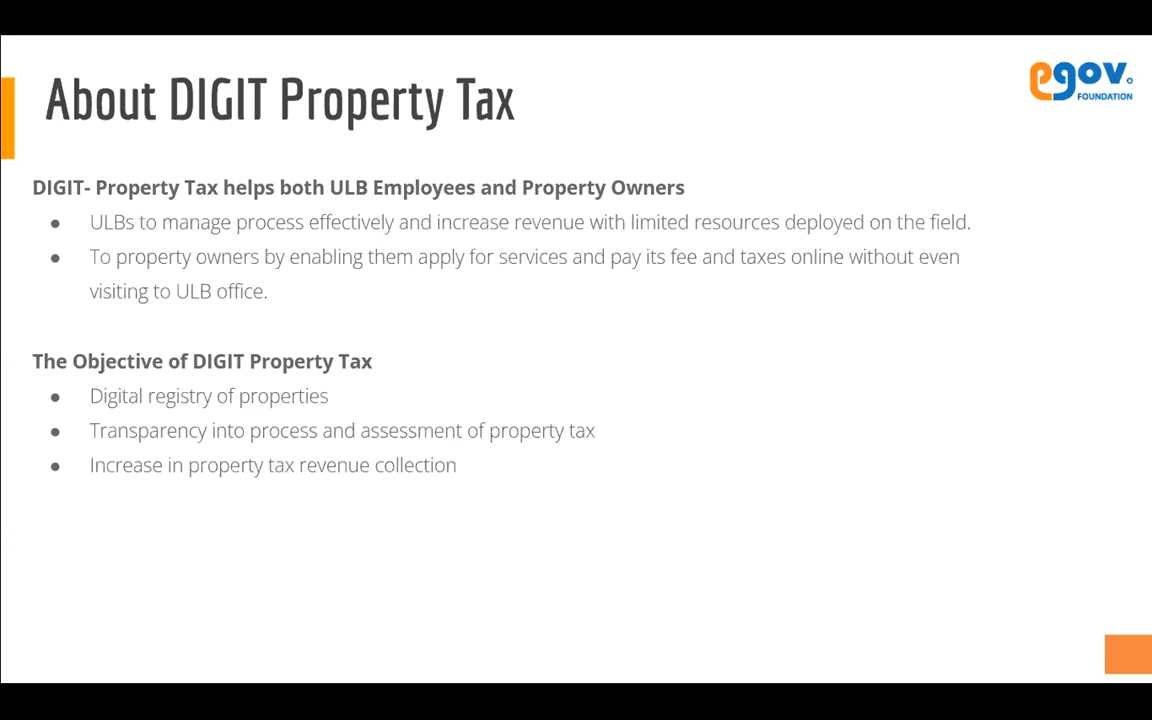 About DIGIT Property Tax
egov.
FOUNDATION
DIGIT- Property Tax helps both ULB Employees and Property Owners
● ULBs to manage process effectively and increase revenue with limited resources deployed on the field.
● To property owners by enabling them apply for services and pay its fee and taxes online without even
visiting to ULB office.
The Objective of DIGIT Property Tax
● Digital registry of properties
● Transparency into process and assessment of property tax
● Increase in property tax revenue collection